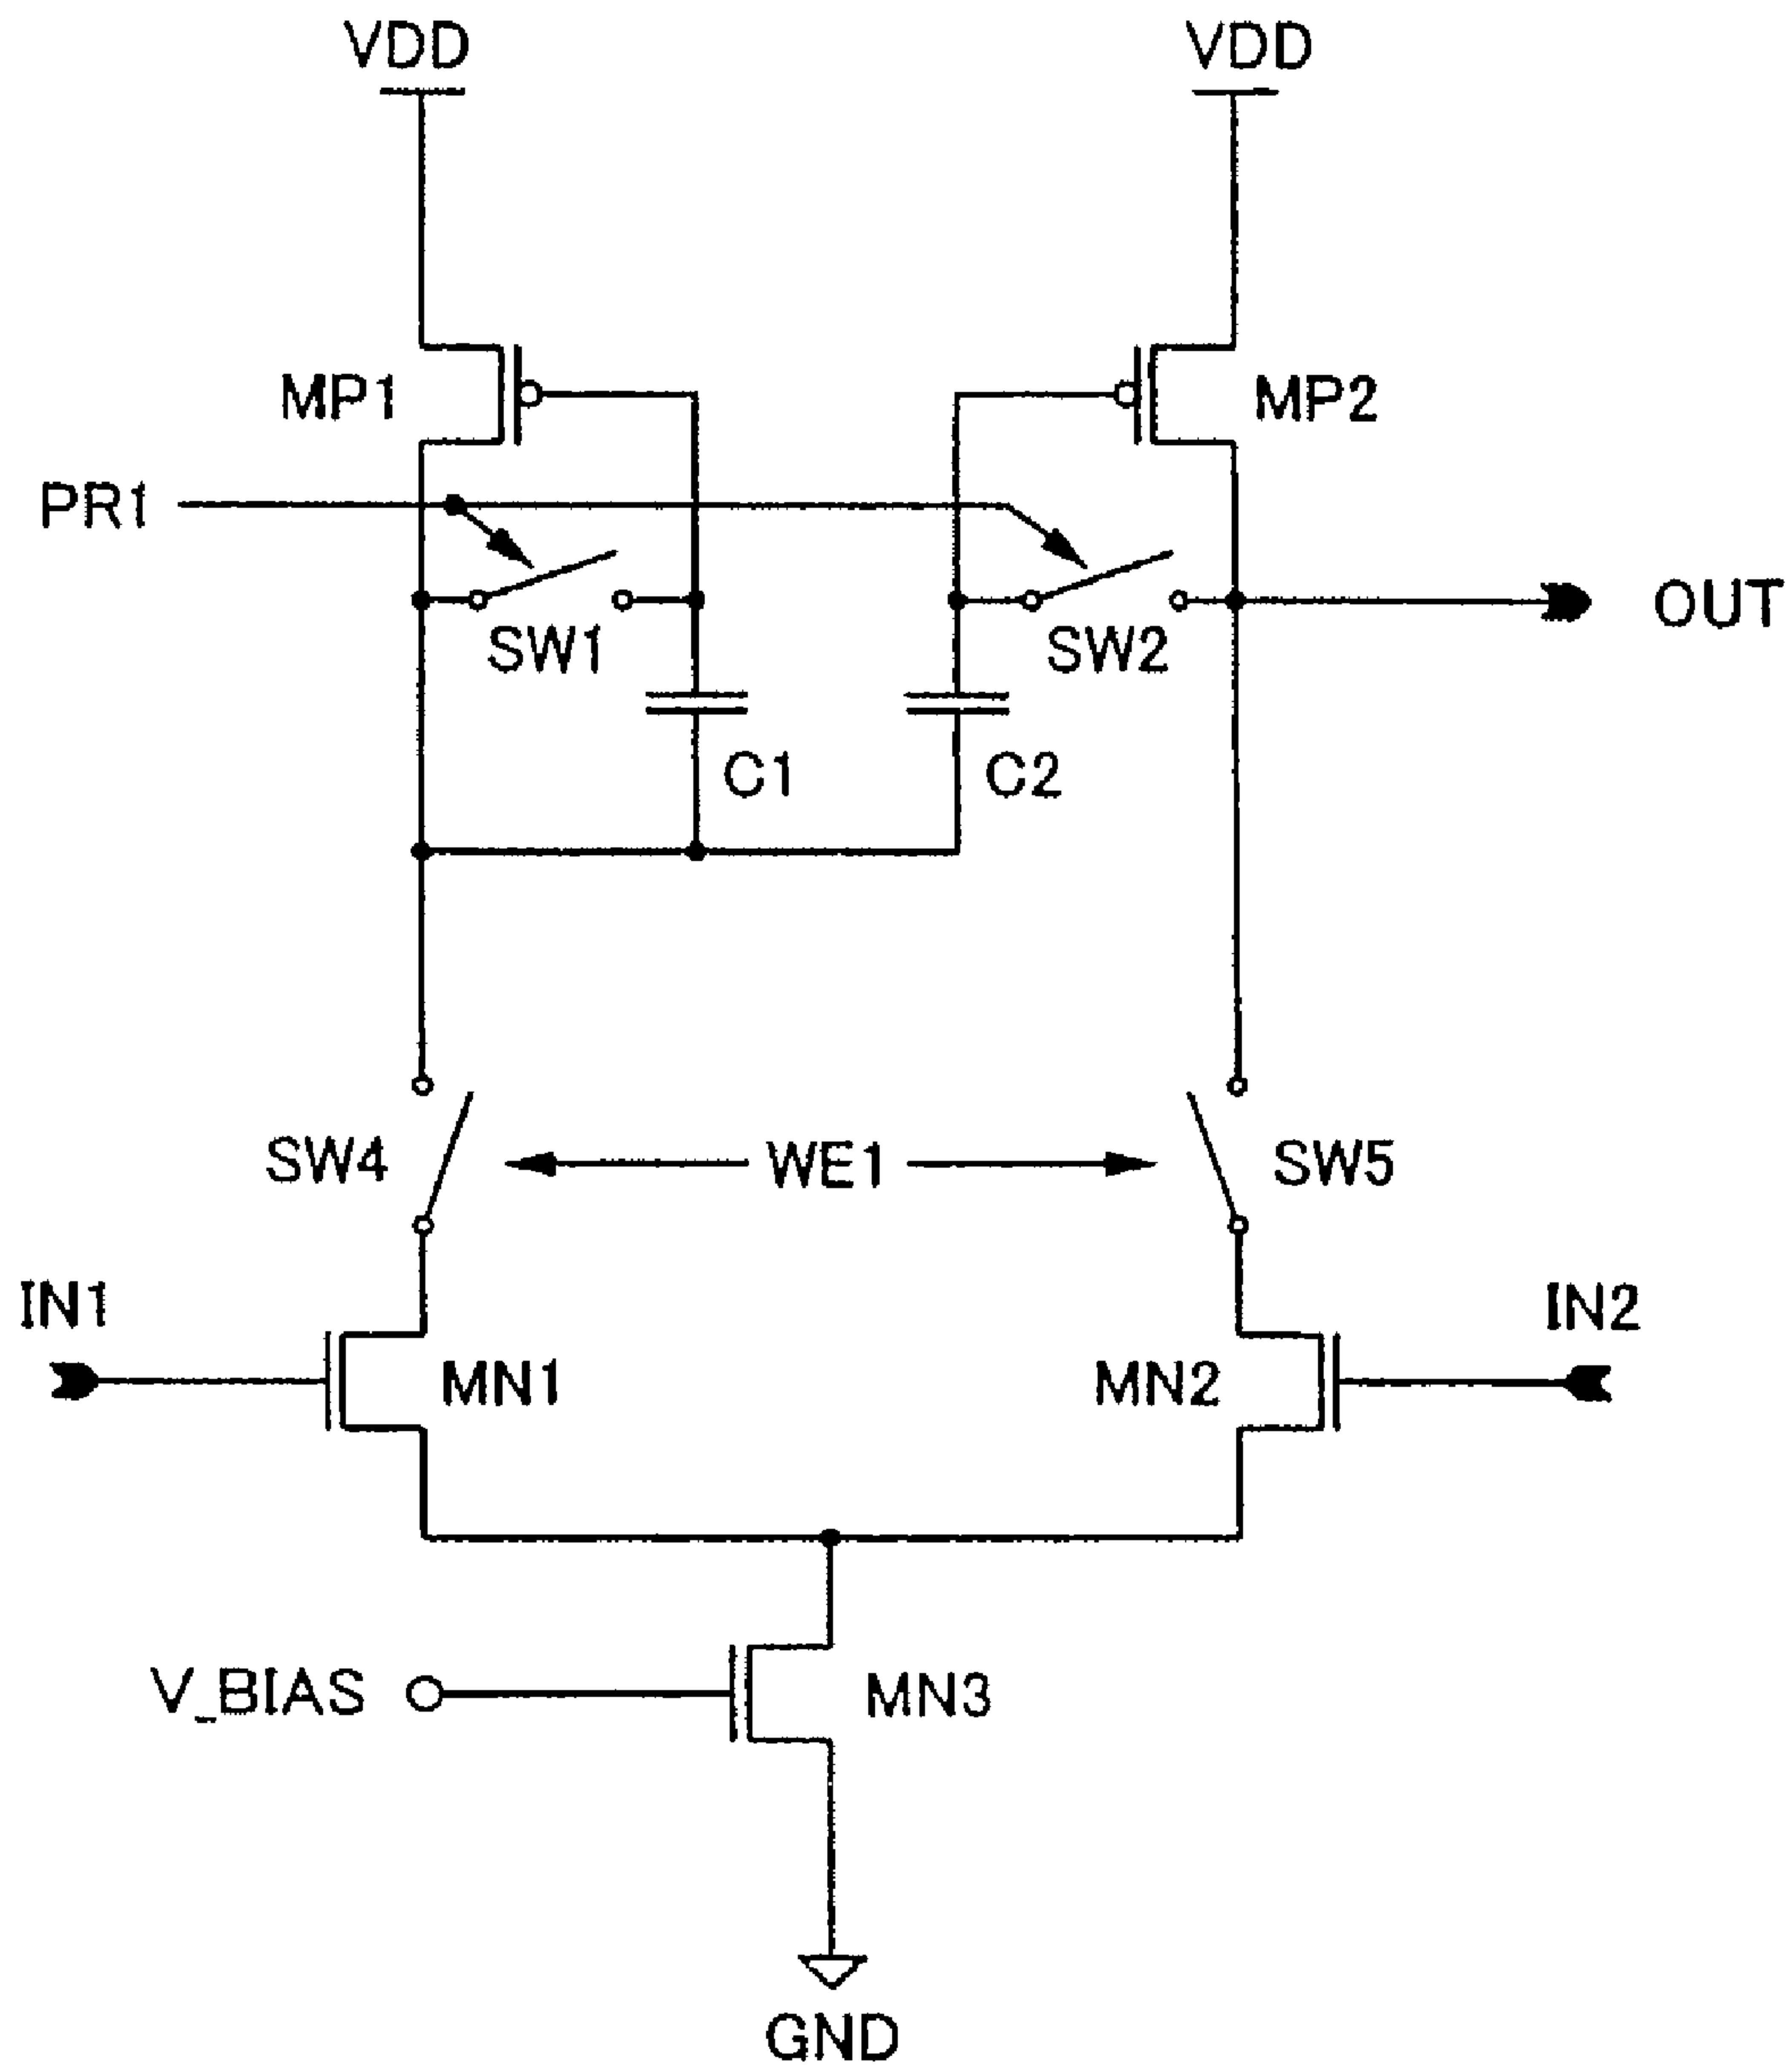 VDD VDD
MP1 MP2
PR1
SW1 SW2 OUT
C1 C2
SW4 WE1 SW5
IN1 IN2
MN1 MN2
V_BIAS MN3
GND